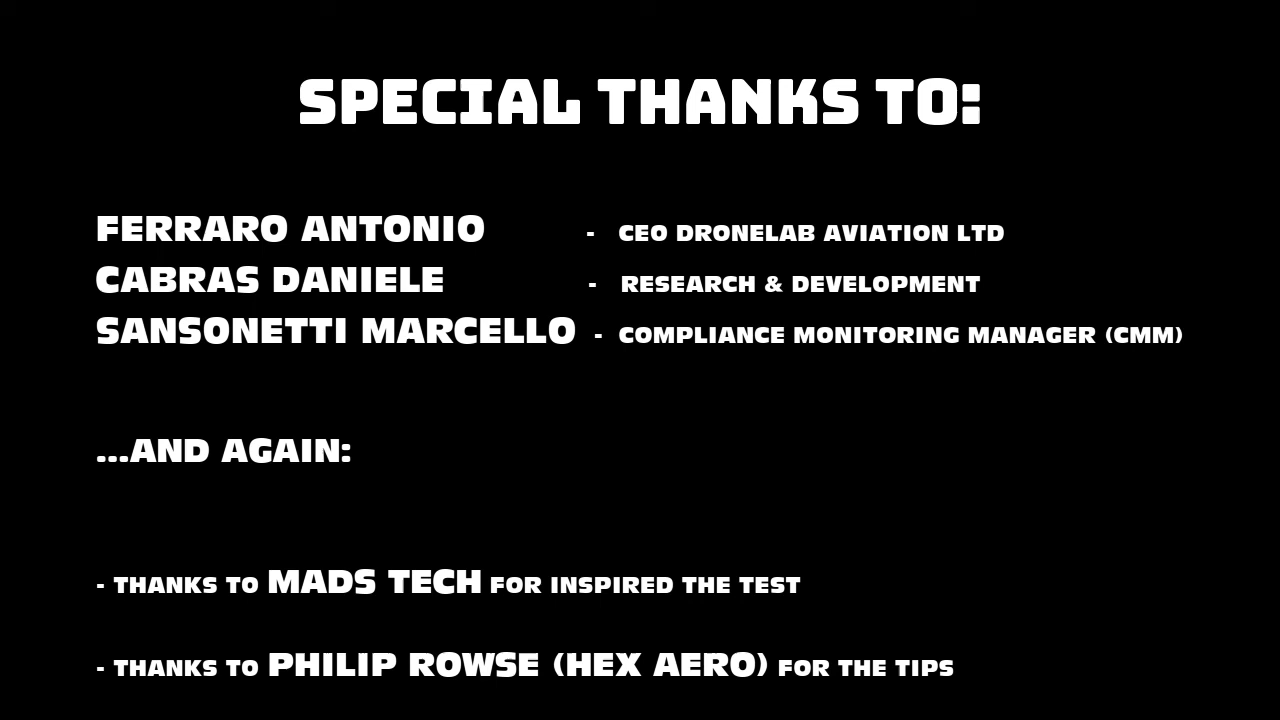 SPECIAL THANKS TO:
FERRARO ANTONIO - CEO DRONELAB AVIATION LTD
CABRAS DANIELE - RESEARCH & DEVELOPMENT
SANSONETTI MARCELLO - COMPLIANCE MONITORING MANAGER (CMM)
...AND AGAIN:
- THANKS TO MADS TECH FOR INSPIRED THE TEST
- THANKS TO PHILIP ROWSE (HEX AERO) FOR THE TIPS